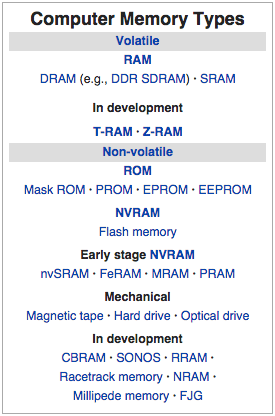 Computer Memory Types
Volatile
RAM
DRAM (e.g., DDR SDRAM) · SRAM
In development
T-RAM · Z-RAM
Non-volatile
ROM
Mask ROM · PROM · EPROM · EEPROM
NVRAM
Flash memory
Early stage NVRAM
nvSRAM · FeRAM · MRAM · PRAM
Mechanical
Magnetic tape · Hard drive · Optical drive
In development
CBRAM · SONOS · RRAM ·
Racetrack memory · NRAM ·
Millipede memory · FJG